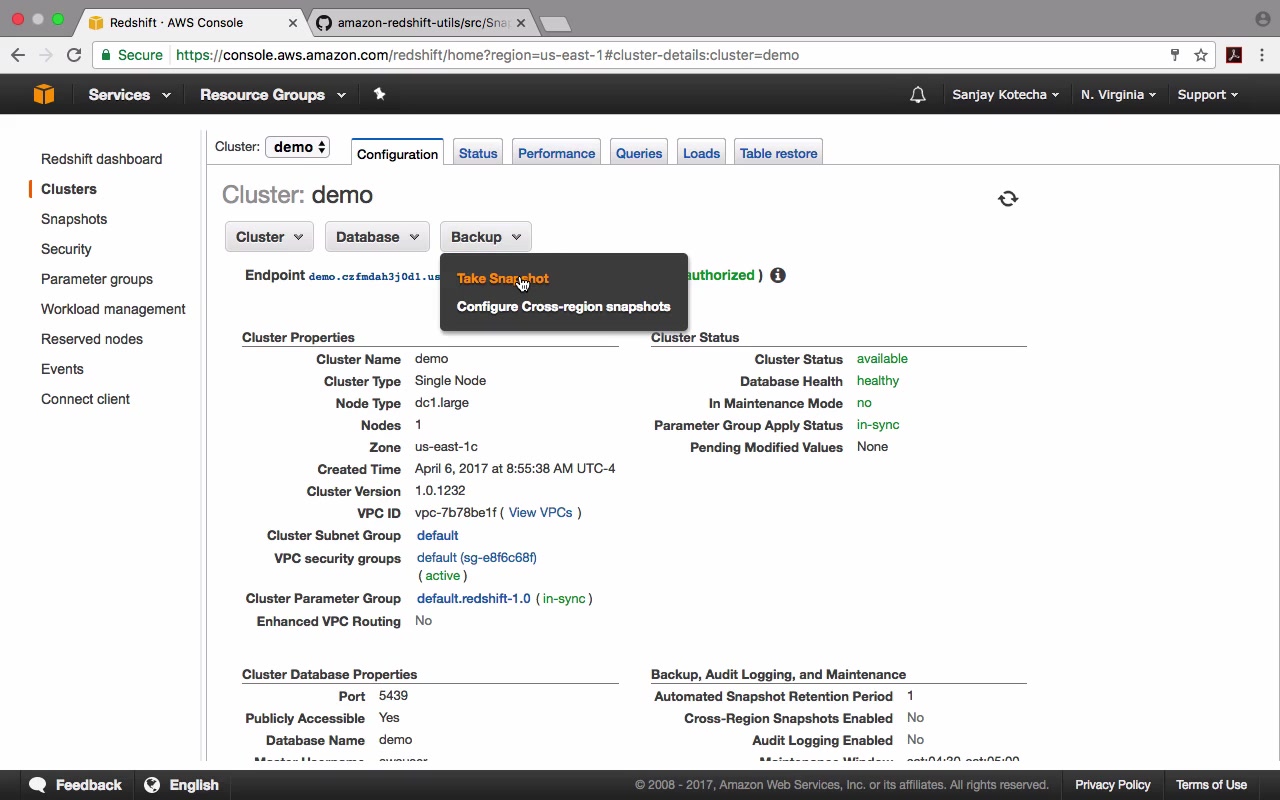 Redshift · AWS Console
amazon-redshift-utils/src/Sna
Secure https://console.aws.amazon.com/redshift/home?region=us-east-1#cluster-details:cluster=demo
Services Resource Groups Sanjay Kotecha N. Virginia Support
Redshift dashboard
Clusters
Snapshots
Security
Parameter groups
Workload management
Reserved nodes
Events
Connect client
Cluster: demo Configuration Status Performance Queries Loads Table restore
Cluster: demo
Cluster Database Backup
Endpoint demo.czfmdah3j0d1.us authorized )
Take Snapshot
Configure Cross-region snapshots
Cluster Properties
Cluster Name demo
Cluster Type Single Node
Node Type dc1.large
Nodes 1
Zone us-east-1c
Created Time April 6, 2017 at 8:55:38 AM UTC-4
Cluster Version 1.0.1232
VPC ID vpc-7b78be1f ( View VPCs )
Cluster Subnet Group default
VPC security groups default (sg-e8f6c68f)
( active )
Cluster Parameter Group default.redshift-1.0 ( in-sync )
Enhanced VPC Routing No
Cluster Status
Cluster Status available
Database Health healthy
In Maintenance Mode no
Parameter Group Apply Status in-sync
Pending Modified Values None
Cluster Database Properties
Port 5439
Publicly Accessible Yes
Database Name demo
Backup, Audit Logging, and Maintenance
Automated Snapshot Retention Period 1
Cross-Region Snapshots Enabled No
Audit Logging Enabled No
Feedback English © 2008 - 2017, Amazon Web Services, Inc. or its affiliates. All rights reserved. Privacy Policy Terms of Use